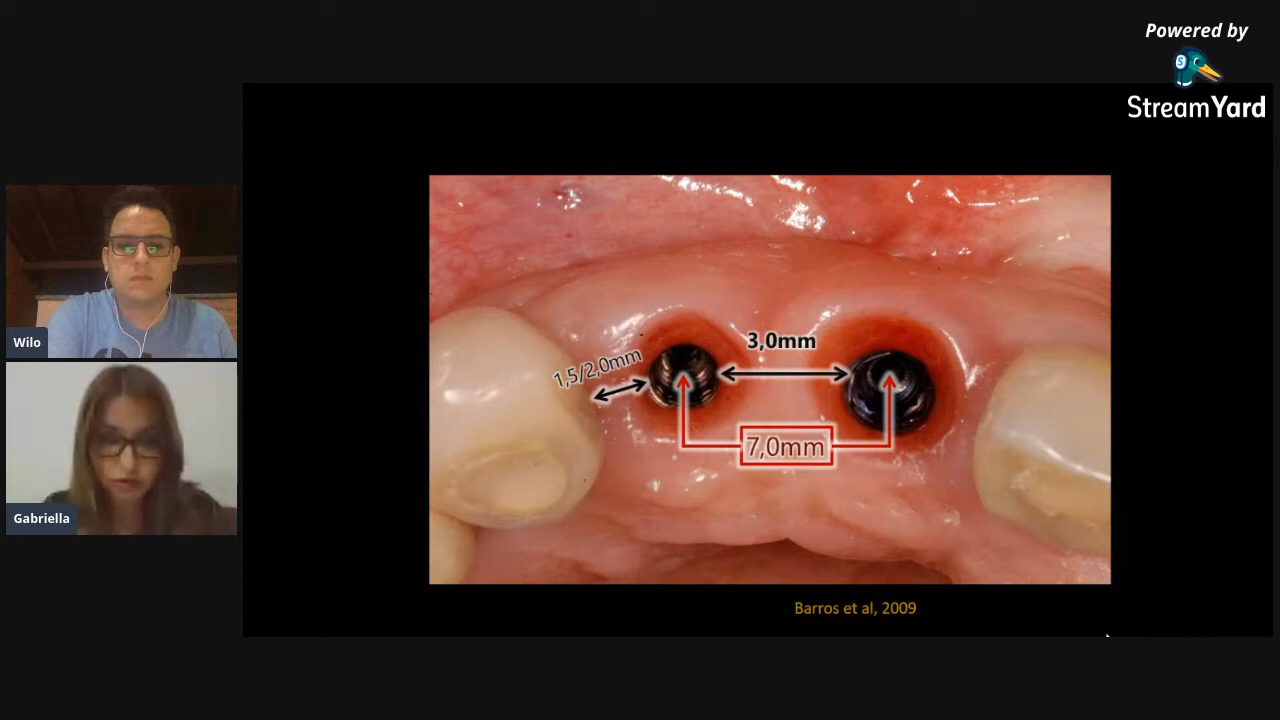 Powered by
StreamYard
Wilo
Gabriella
1,5/2,0mm
3,0mm
7,0mm
Barros et al, 2009